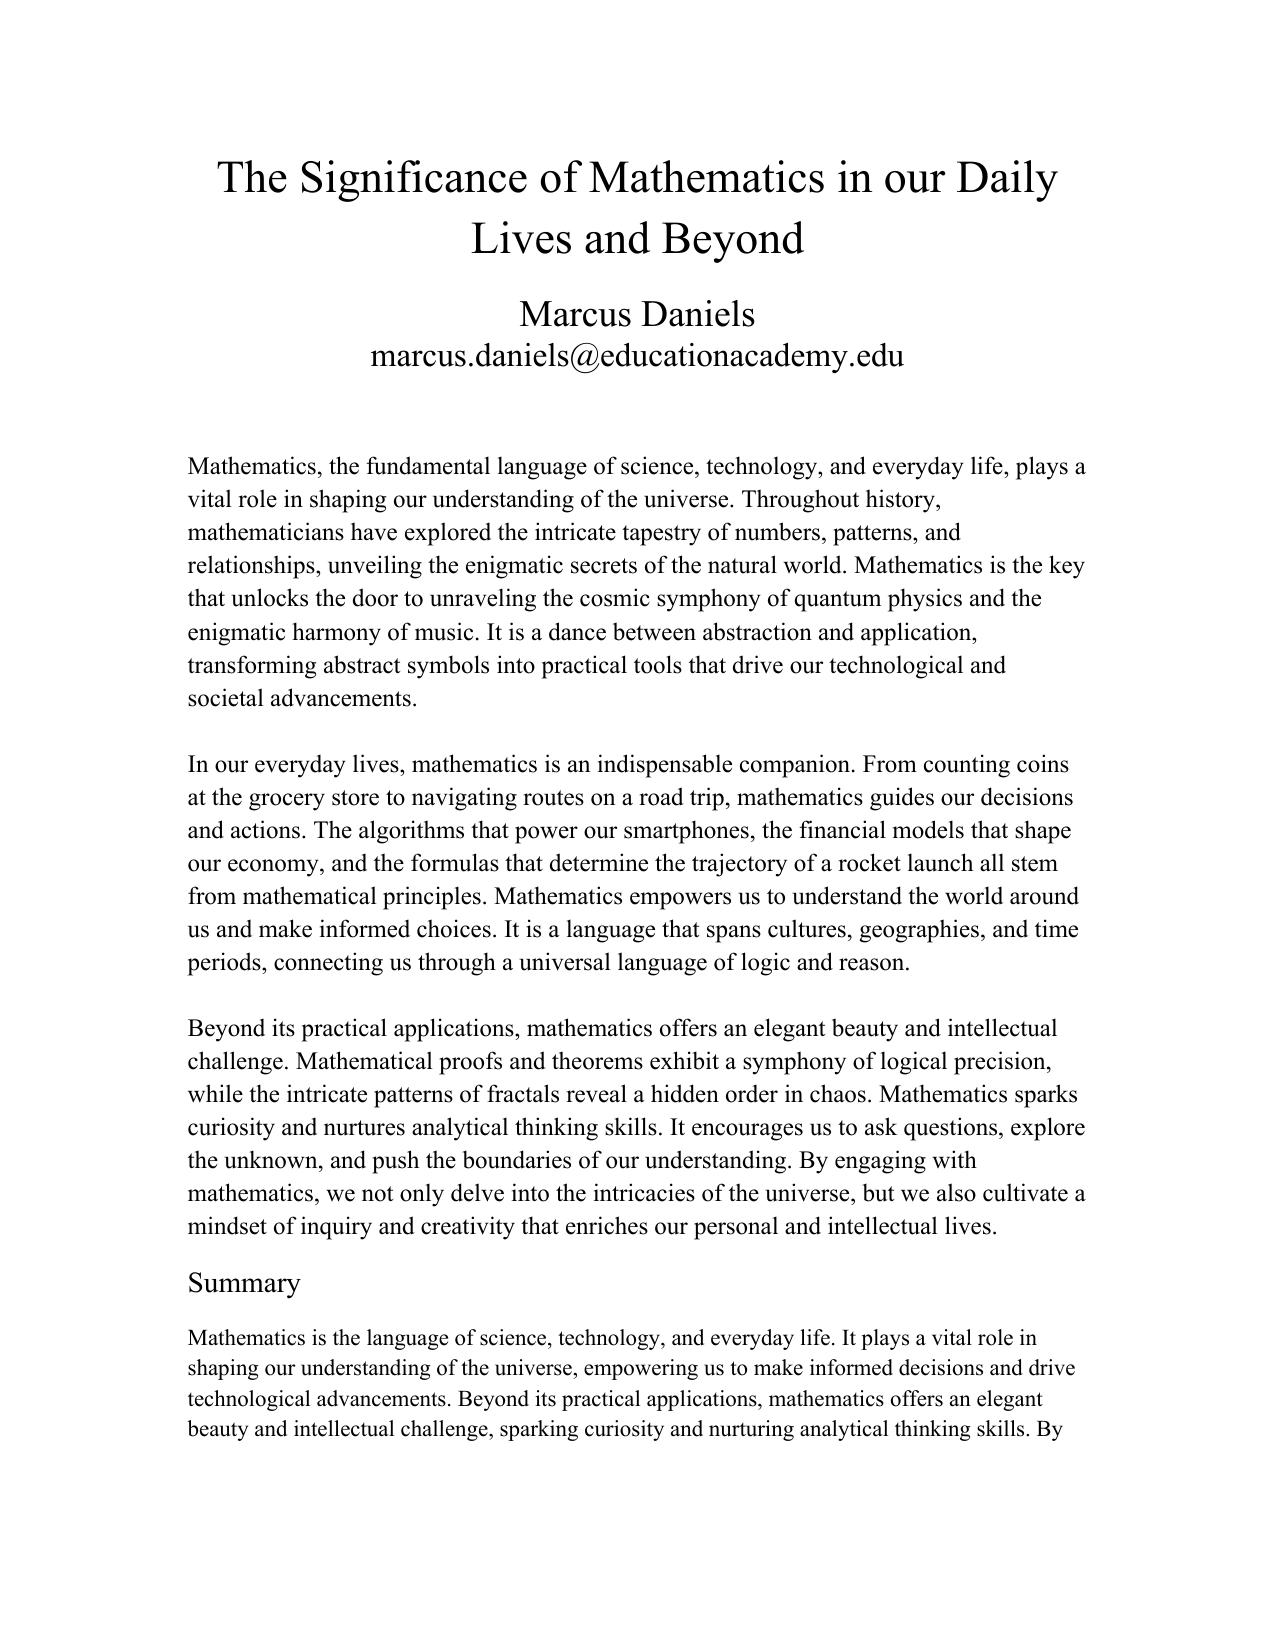 The Significance of Mathematics in our Daily
Lives and Beyond
Marcus Daniels
marcus.daniels@educationacademy.edu
Mathematics, the fundamental language of science, technology, and everyday life, plays a
vital role in shaping our understanding of the universe. Throughout history,
mathematicians have explored the intricate tapestry of numbers, patterns, and
relationships, unveiling the enigmatic secrets of the natural world. Mathematics is the key
that unlocks the door to unraveling the cosmic symphony of quantum physics and the
enigmatic harmony of music. It is a dance between abstraction and application,
transforming abstract symbols into practical tools that drive our technological and
societal advancements.
In our everyday lives, mathematics is an indispensable companion. From counting coins
at the grocery store to navigating routes on a road trip, mathematics guides our decisions
and actions. The algorithms that power our smartphones, the financial models that shape
our economy, and the formulas that determine the trajectory of a rocket launch all stem
from mathematical principles. Mathematics empowers us to understand the world around
us and make informed choices. It is a language that spans cultures, geographies, and time
periods, connecting us through a universal language of logic and reason.
Beyond its practical applications, mathematics offers an elegant beauty and intellectual
challenge. Mathematical proofs and theorems exhibit a symphony of logical precision,
while the intricate patterns of fractals reveal a hidden order in chaos. Mathematics sparks
curiosity and nurtures analytical thinking skills. It encourages us to ask questions, explore
the unknown, and push the boundaries of our understanding. By engaging with
mathematics, we not only delve into the intricacies of the universe, but we also cultivate a
mindset of inquiry and creativity that enriches our personal and intellectual lives.
Summary
Mathematics is the language of science, technology, and everyday life. It plays a vital role in
shaping our understanding of the universe, empowering us to make informed decisions and drive
technological advancements. Beyond its practical applications, mathematics offers an elegant
beauty and intellectual challenge, sparking curiosity and nurturing analytical thinking skills. By